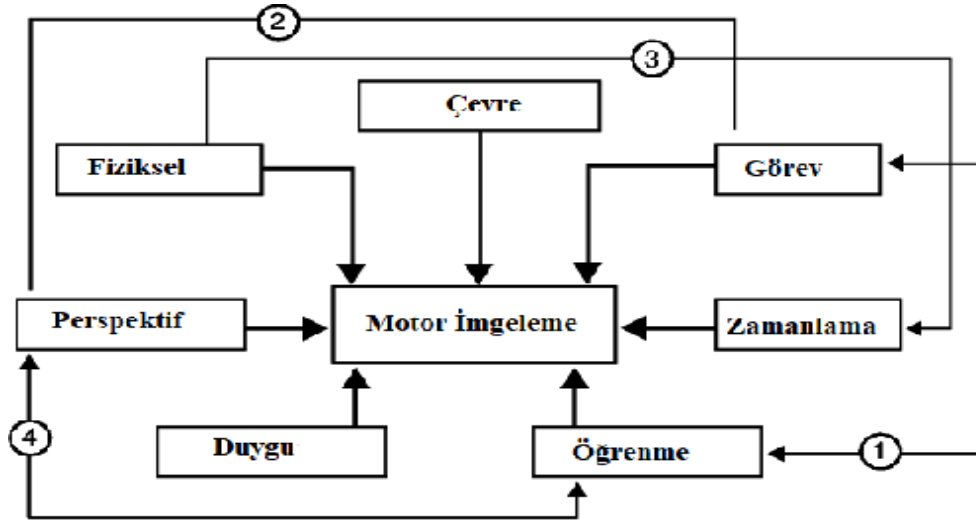 2
3
Çevre
Fiziksel
Görev
Perspektif
Motor İmgeleme
Zamanlama
4
Duygu
Öğrenme
1